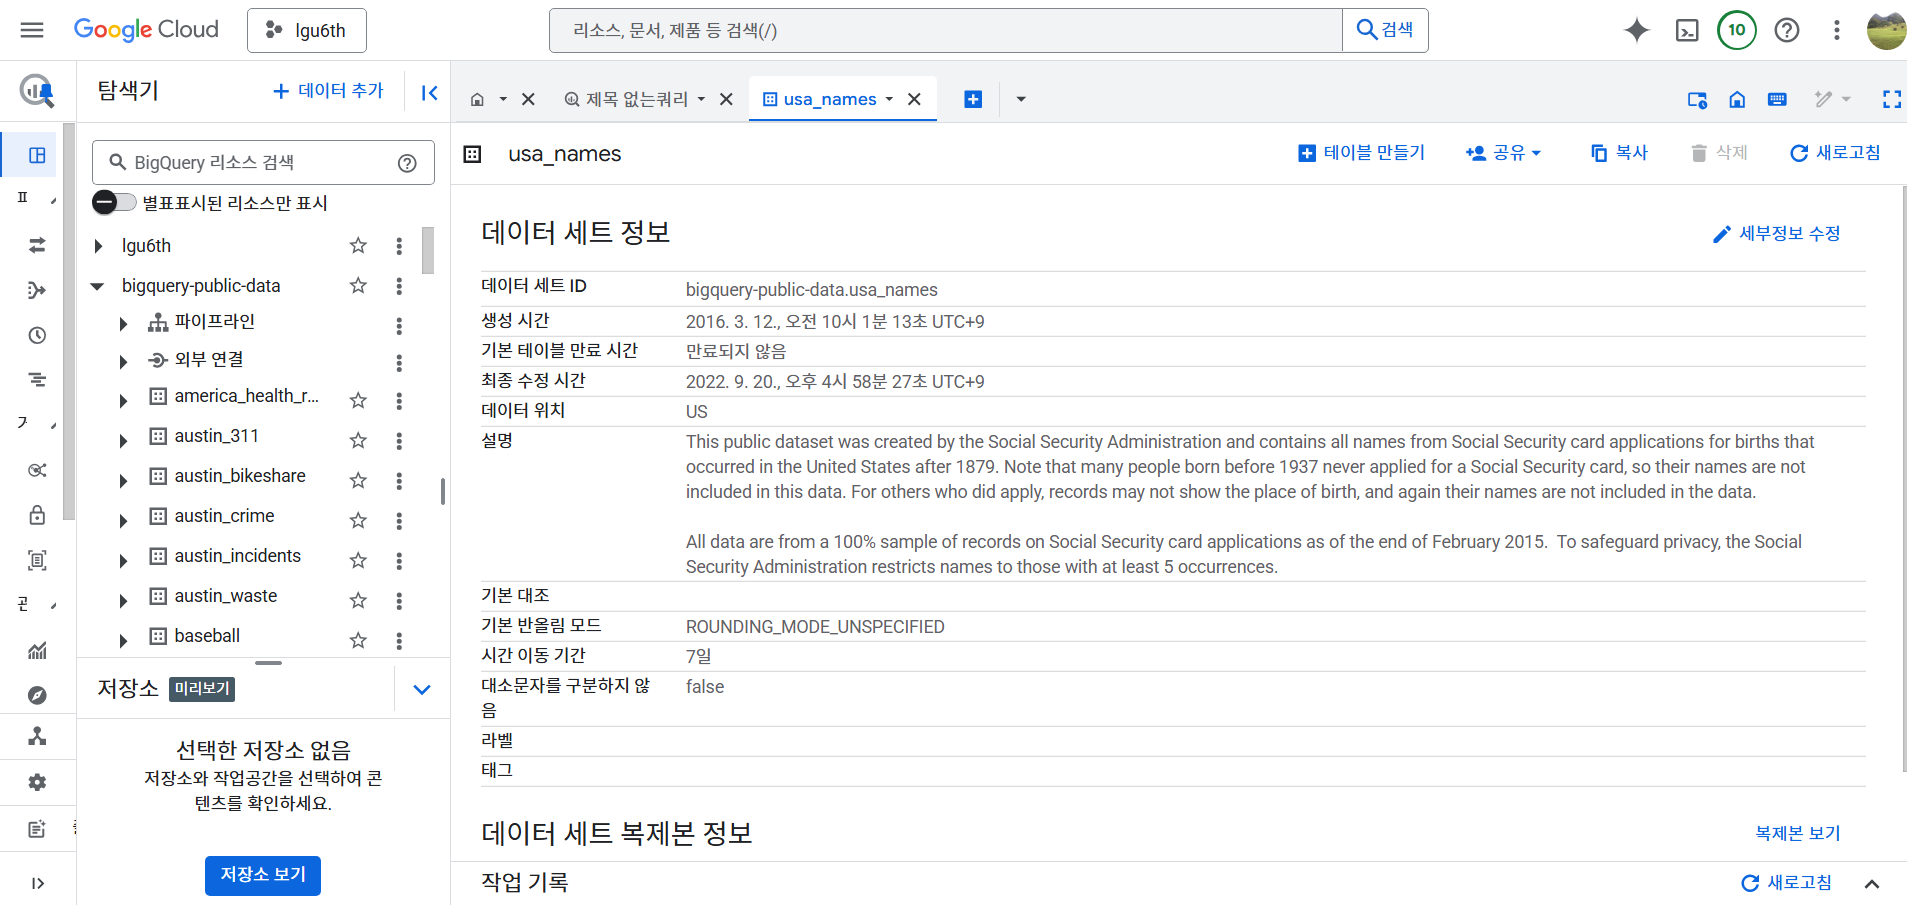 Google Cloud
lgu6th
리소스, 문서, 제품 등 검색(/)
검색
10
탐색기
데이터 추가
제목 없는쿼리
usa_names
BigQuery 리소스 검색
별표표시된 리소스만 표시
lgu6th
bigquery-public-data
파이프라인
외부 연결
america_health_r...
austin_311
austin_bikeshare
austin_crime
austin_incidents
austin_waste
baseball
저장소
미리보기
선택한 저장소 없음
저장소와 작업공간을 선택하여 콘
텐츠를 확인하세요.
저장소 보기
usa_names
테이블 만들기
공유
복사
삭제
새로고침
데이터 세트 정보
세부정보 수정
데이터 세트 ID
bigquery-public-data.usa_names
생성 시간
2016. 3. 12., 오전 10시 1분 13초 UTC+9
기본 테이블 만료 시간
만료되지 않음
최종 수정 시간
2022. 9. 20., 오후 4시 58분 27초 UTC+9
데이터 위치
US
설명
This public dataset was created by the Social Security Administration and contains all names from Social Security card applications for births that
occurred in the United States after 1879. Note that many people born before 1937 never applied for a Social Security card, so their names are not
included in this data. For others who did apply, records may not show the place of birth, and again their names are not included in the data.
All data are from a 100% sample of records on Social Security card applications as of the end of February 2015.  To safeguard privacy, the Social
Security Administration restricts names to those with at least 5 occurrences.
기본 대조
기본 반올림 모드
ROUNDING_MODE_UNSPECIFIED
시간 이동 기간
7일
대소문자를 구분하지 않
음
false
라벨
태그
데이터 세트 복제본 정보
복제본 보기
작업 기록
새로고침